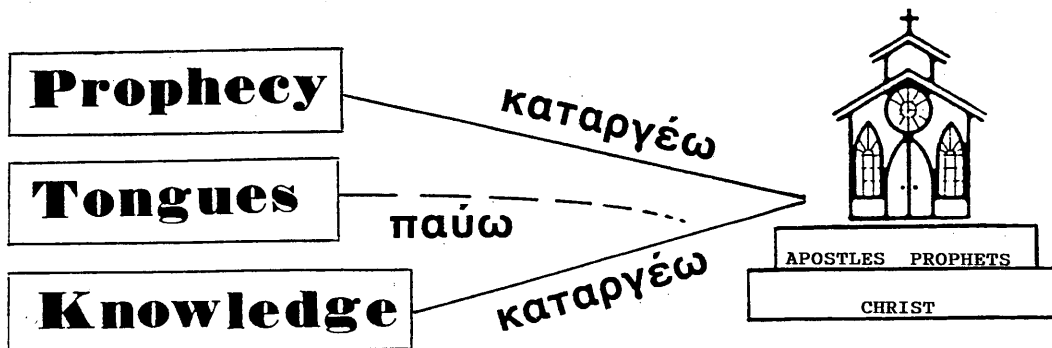 Prophecy
καταργέω
Tongues
παύω
Knowledge
καταργέω
APOSTLES PROPHETS
CHRIST